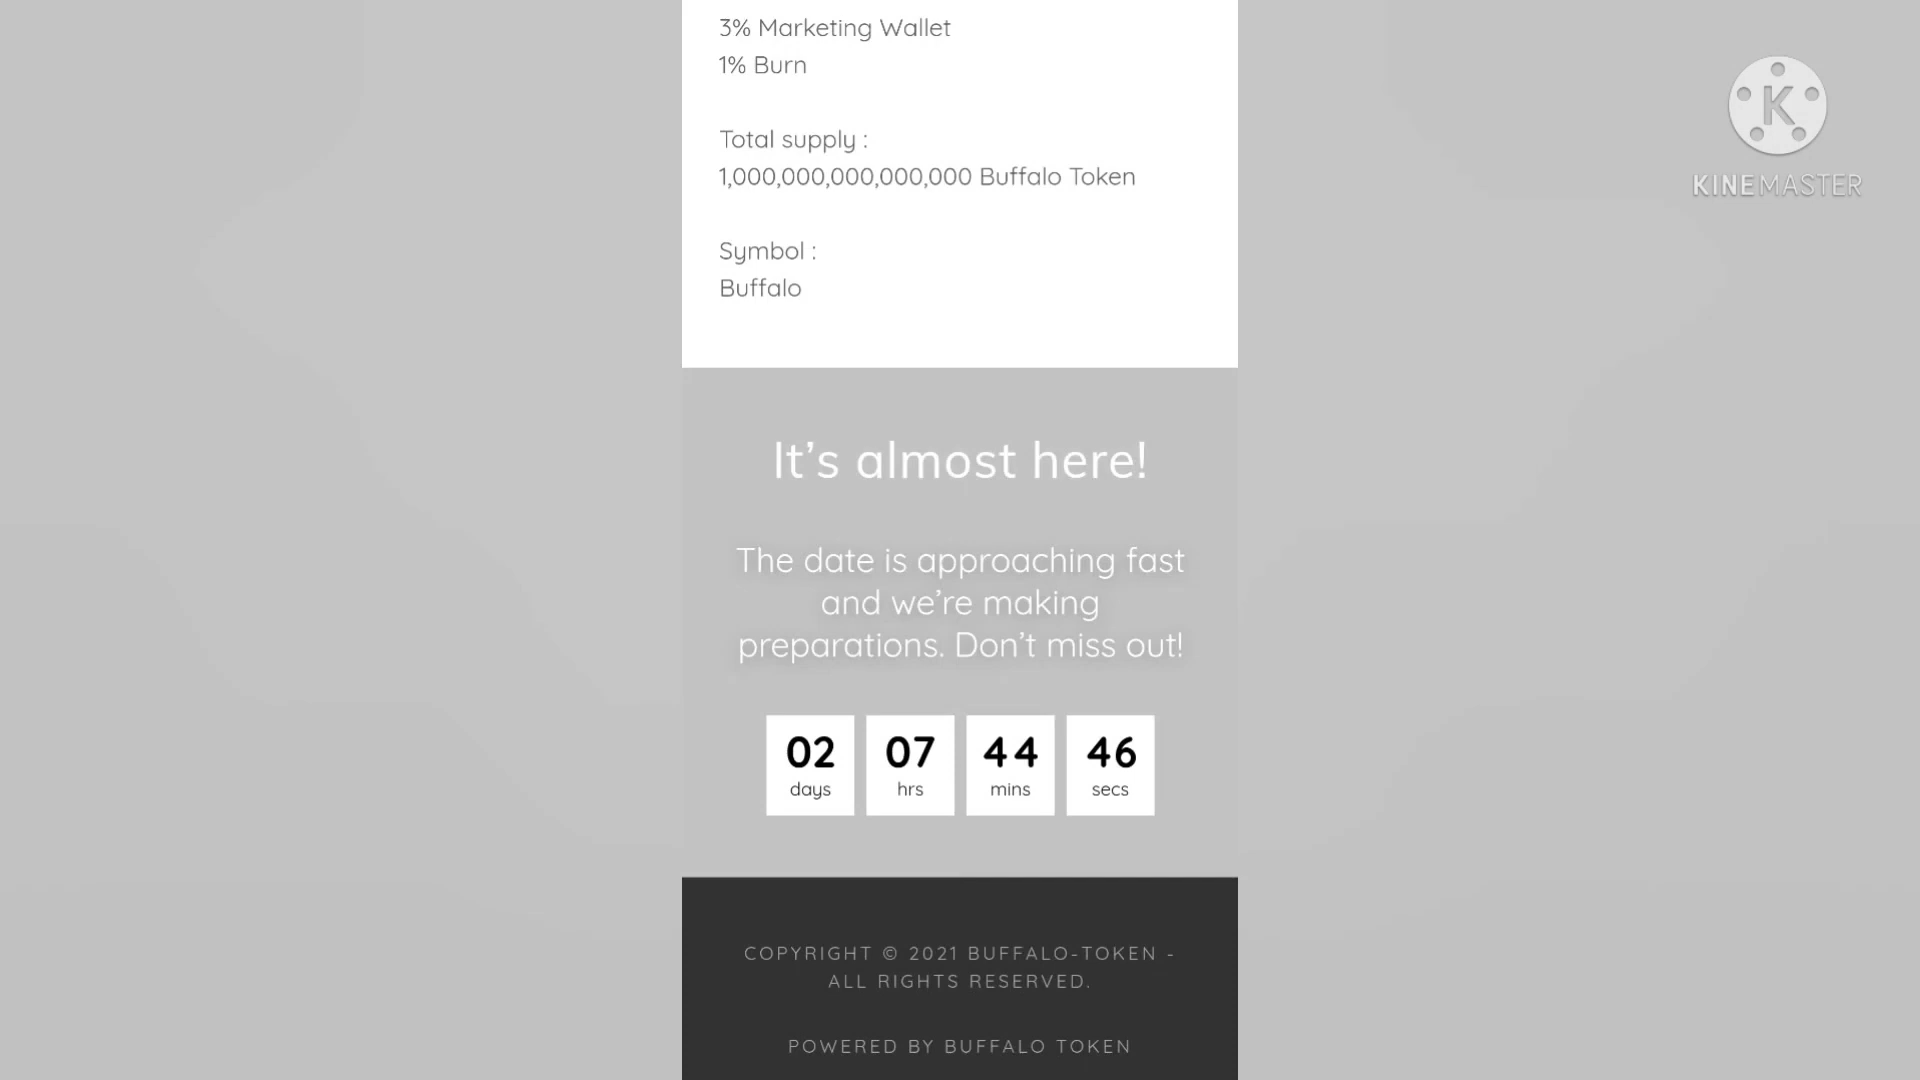 3% Marketing Wallet
1% Burn
Total supply :
1,000,000,000,000,000 Buffalo Token
Symbol :
Buffalo
It's almost here!
The date is approaching fast
and we're making
preparations. Don't miss out!
02 07 44 46
days hrs mins secs
COPYRIGHT © 2021 BUFFALO-TOKEN -
ALL RIGHTS RESERVED.
POWERED BY BUFFALO TOKEN
K
KINEMASTER